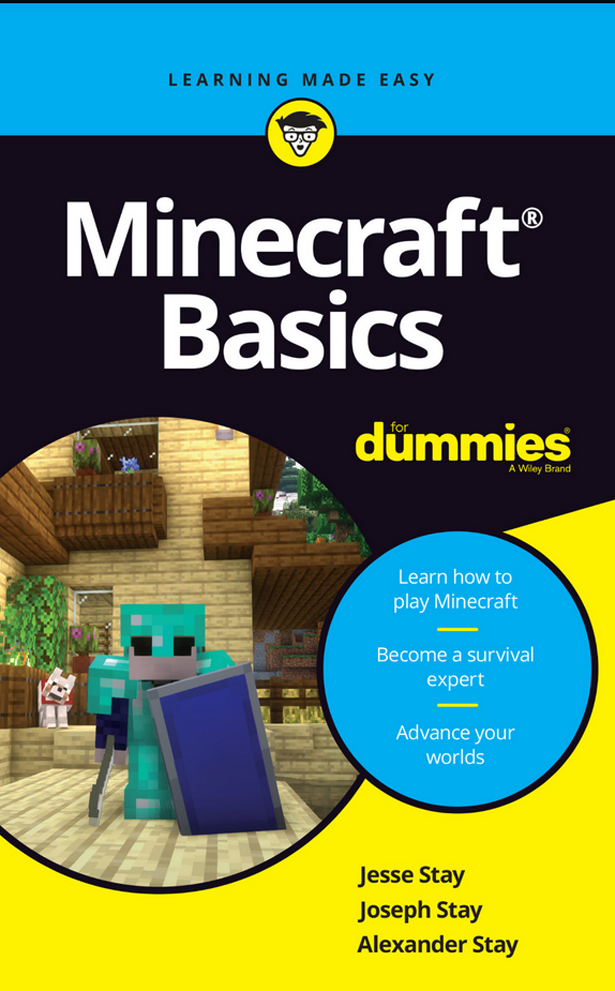 LEARNING MADE EASY
Minecraft®
Basics
for
dummies®
A Wiley Brand
Learn how to
play Minecraft
Become a survival
expert
Advance your
worlds
Jesse Stay
Joseph Stay
Alexander Stay